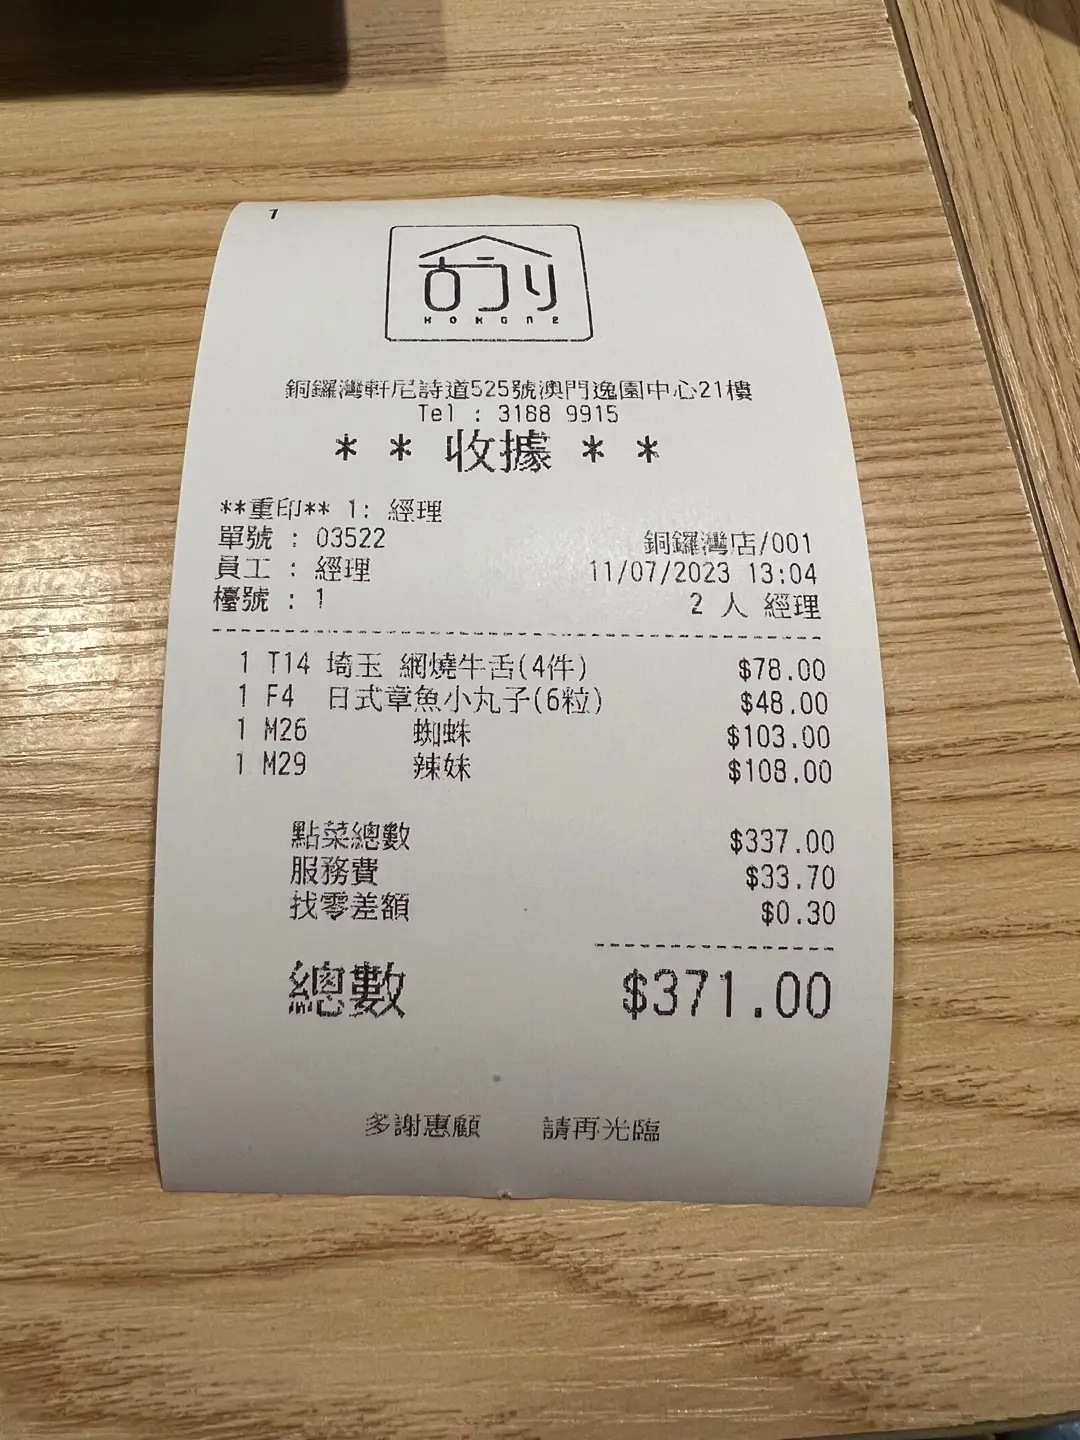 1
古うり
HOKGNE
銅鑼灣軒尼詩道525號澳門逸園中心21樓
Tel : 3188 9915
* * 收據 * *
**重印** 1: 經理
單號 : 03522 銅鑼灣店/001
員工 : 經理 11/07/2023 13:04
檯號 : 1 2 人 經理
1 T14 埼玉 網燒牛舌(4件) $78.00
1 F4 日式章魚小丸子(6粒) $48.00
1 M26 蜘蛛 $103.00
1 M29 辣妹 $108.00
點菜總數 $337.00
服務費 $33.70
找零差額 $0.30
總數 $371.00
多謝惠顧 請再光臨